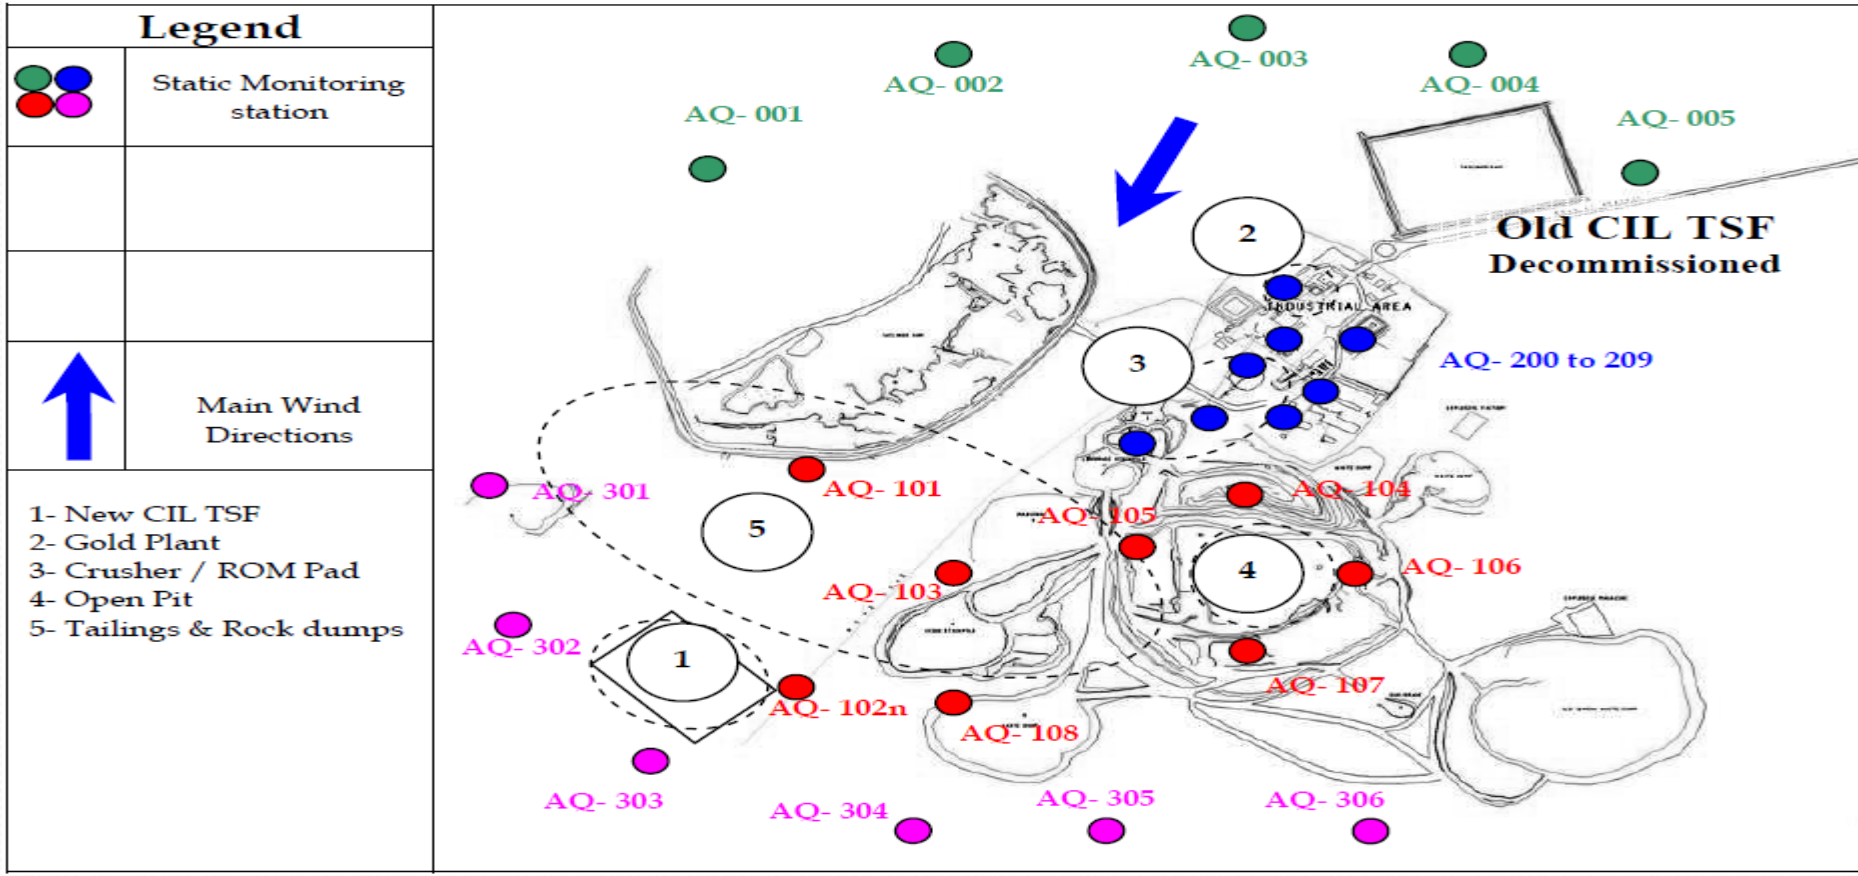 Legend
Static Monitoring
station
Main Wind
Directions
1- New CIL TSF
2- Gold Plant
3- Crusher / ROM Pad
4- Open Pit
5- Tailings & Rock dumps
AQ- 001
AQ- 002
AQ- 003
AQ- 004
AQ- 005
Old CIL TSF
Decommissioned
2
INDUSTRIAL AREA
3
AQ- 200 to 209
AQ- 301
AQ- 101
AQ- 104
AQ- 105
5
4
AQ- 106
AQ- 103
AQ- 302
1
AQ- 102n
AQ- 107
AQ- 108
AQ- 303
AQ- 304
AQ- 305
AQ- 306